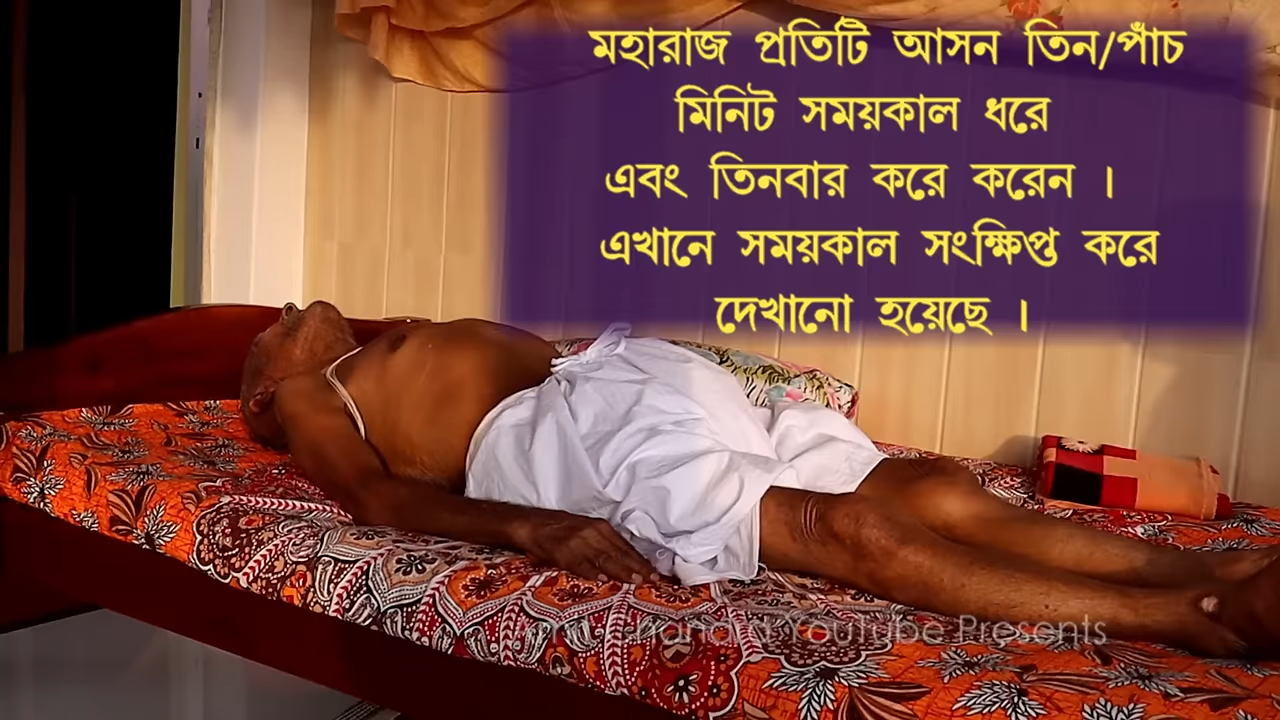 মহারাজ প্রতিটি আসন তিন/পাঁচ
মিনিট সময়কাল ধরে
এবং তিনবার করে করেন ।
এখানে সময়কাল সংক্ষিপ্ত করে
দেখানো হয়েছে ।
Youtube Presents